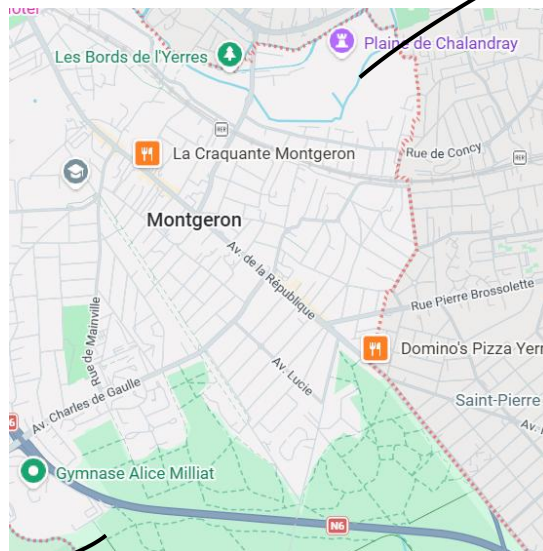 Les Bords de l'Yerres
Plaine de Chalandray
RER
La Craquante Montgeron
Rue de Concy
RER
Montgeron
Av. de la République
Rue Pierre Brossolette
Rue de Mainville
Domino's Pizza Yerr
Av. Lucie
Saint-Pierre
Av. Charles de Gaulle
Gymnase Alice Milliat
N6